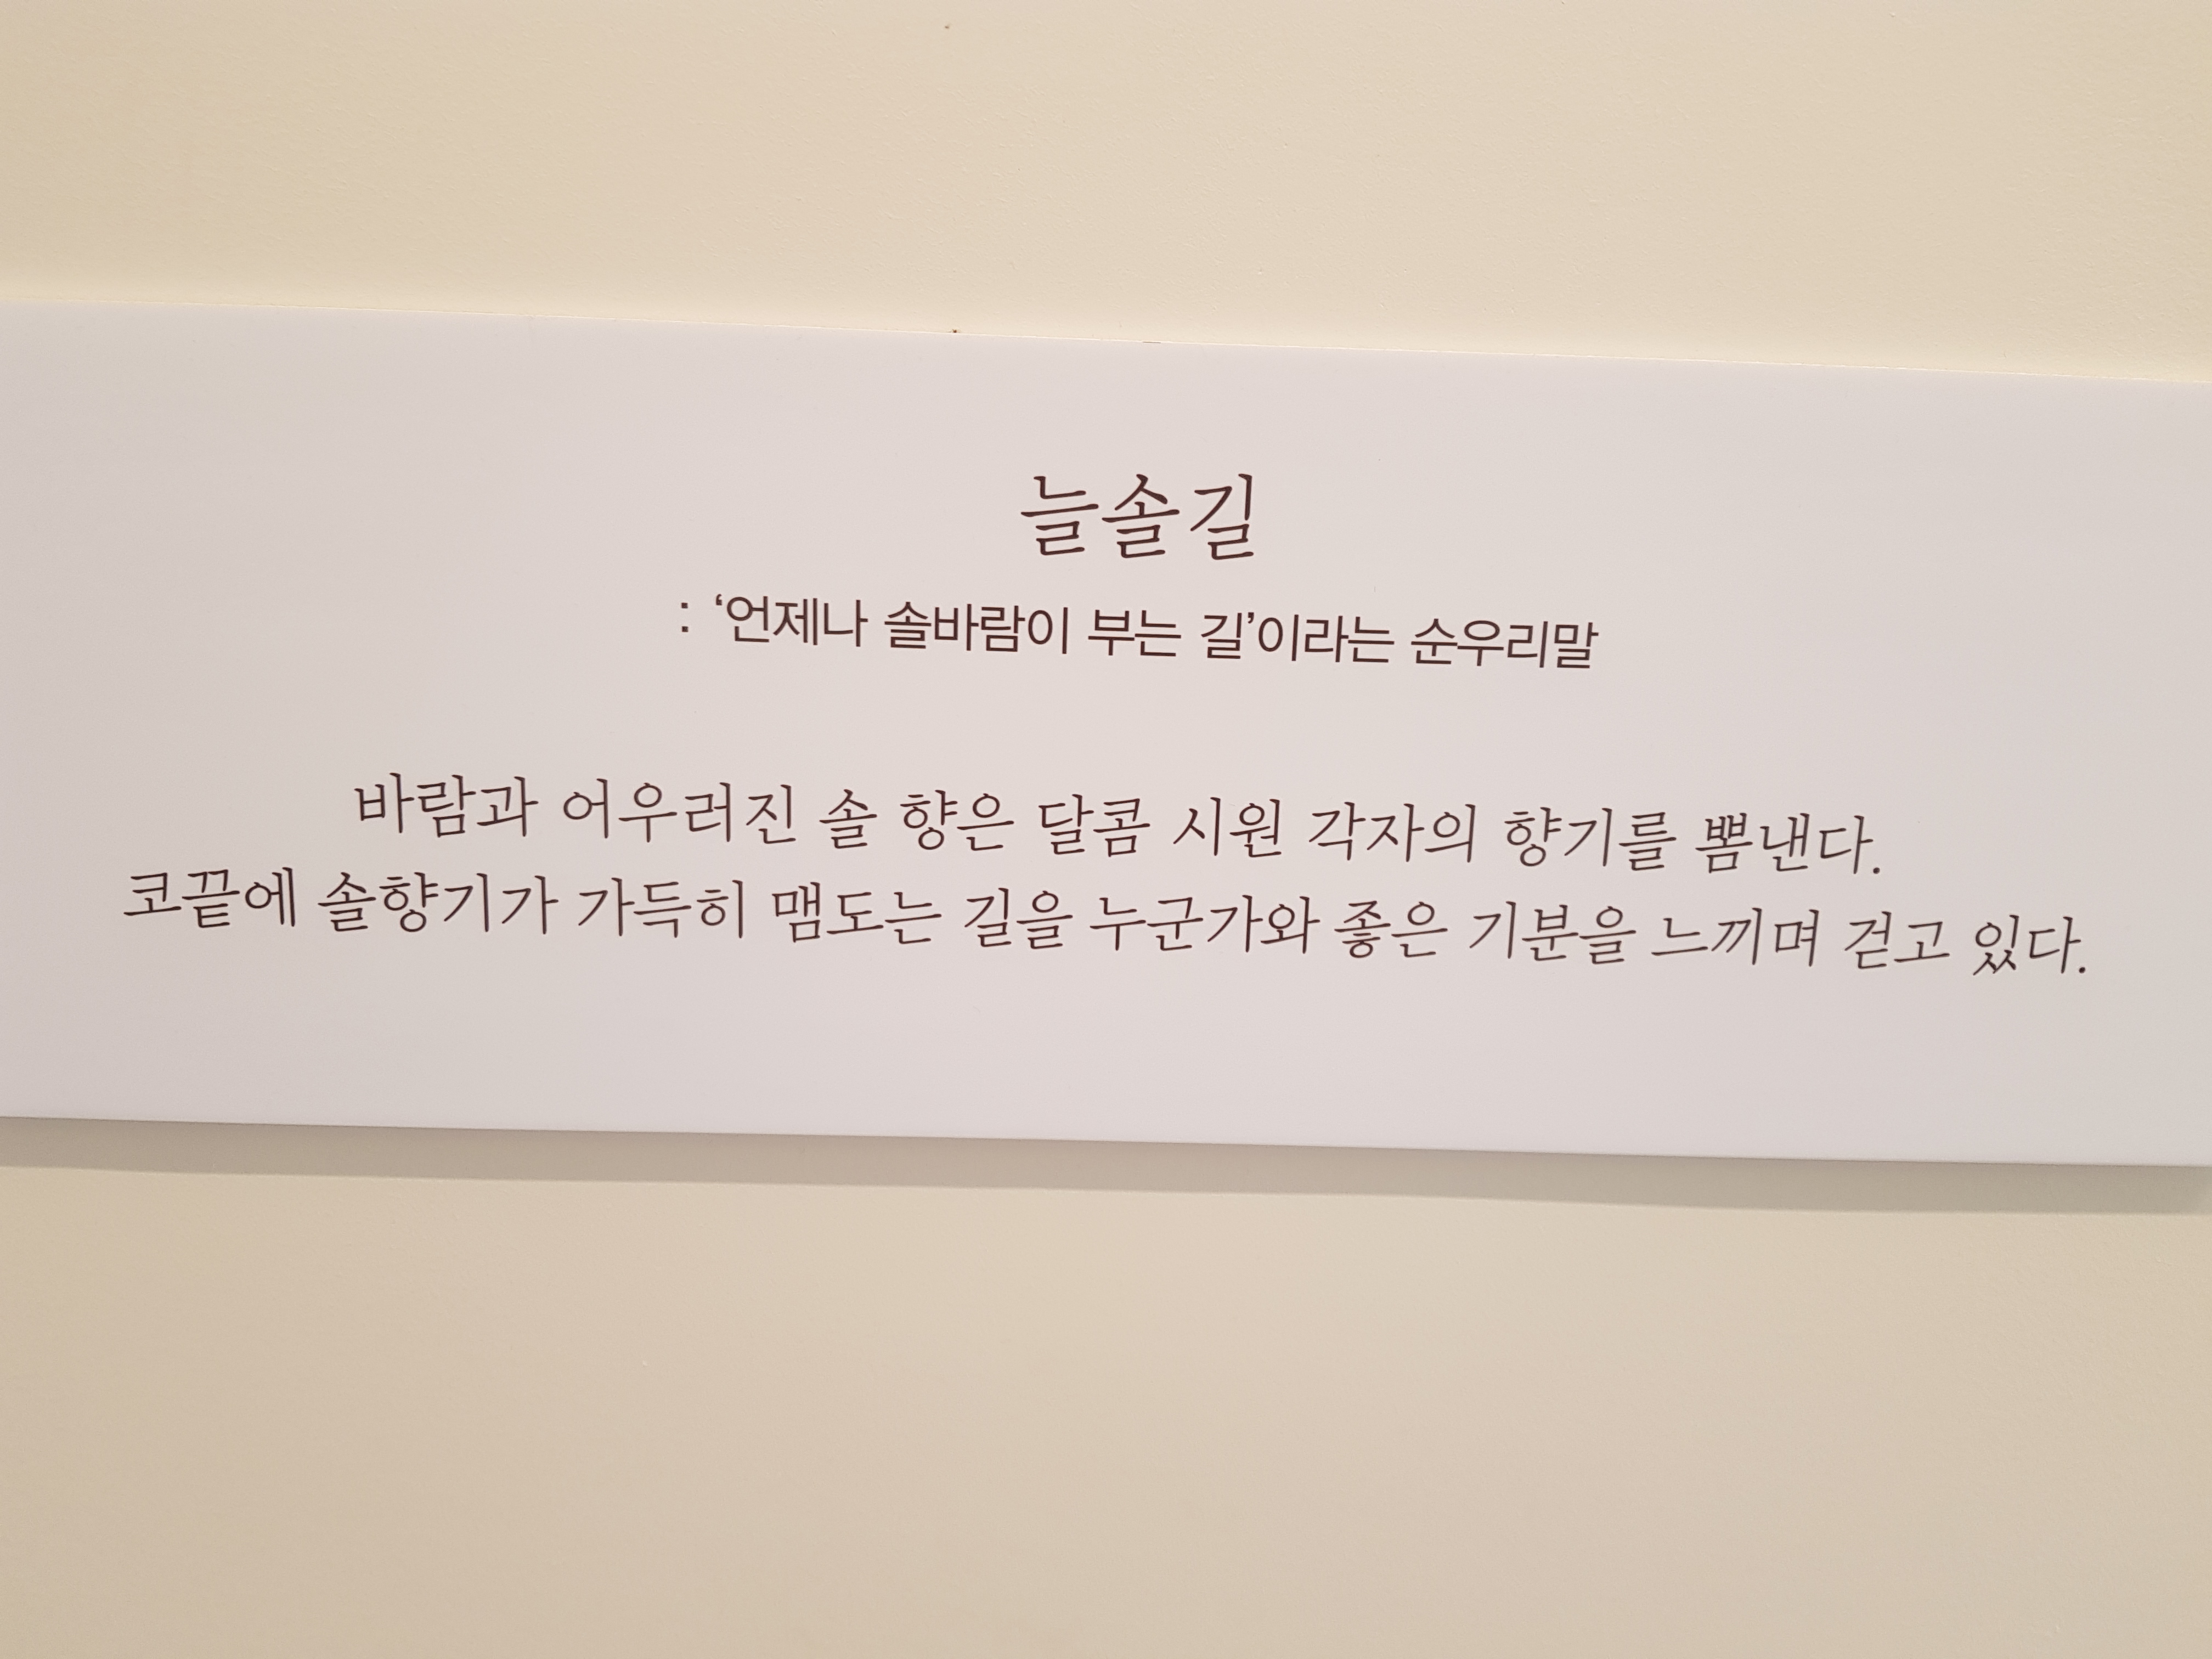 늘솔길
: ‘언제나 솔바람이 부는 길’이라는 순우리말
바람과 어우러진 솔 향은 달콤 시원 각자의 향기를 뽐낸다.
코끝에 솔향기가 가득히 맴도는 길을 누군가와 좋은 기분을 느끼며 걷고 있다.